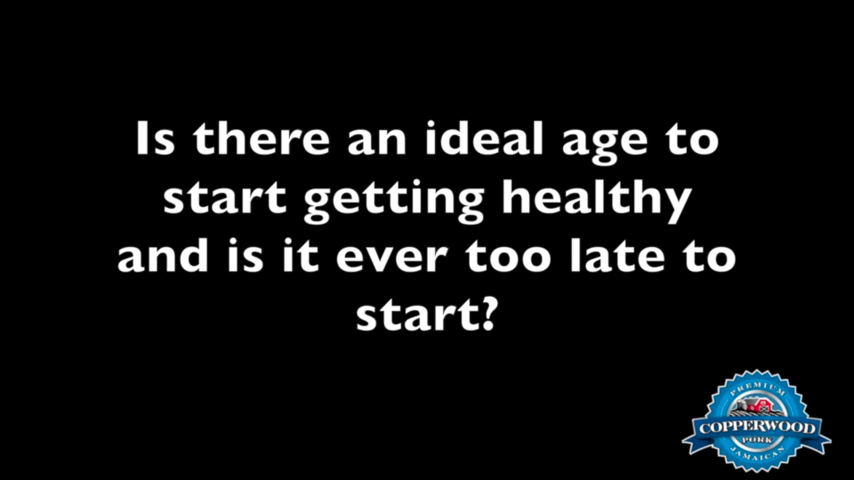 Is there an ideal age to
start getting healthy
and is it ever too late to
start?
PREMIUM
COPPERWOOD
PORK
JAMAICAN